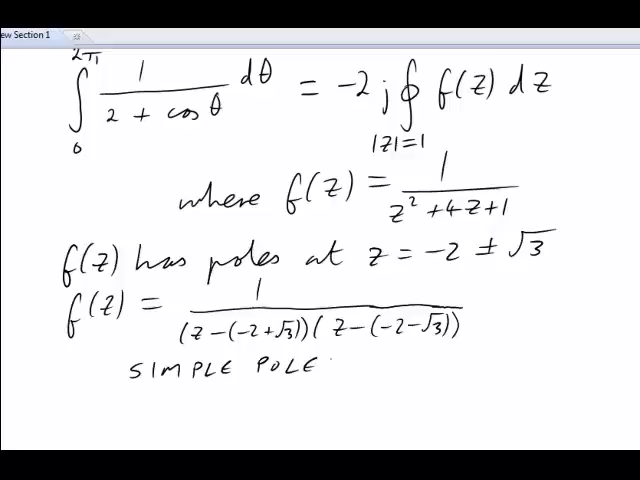 ew Section 1
∫₀^2π 1/(2 + cos θ) dθ = -2j ∮_|z|=1 f(z) dz
where f(z) = 1/(z² + 4z + 1)
f(z) has poles at z = -2 ± √3
f(z) = 1/((z - (-2 + √3))(z - (-2 - √3)))
SIMPLE POLE